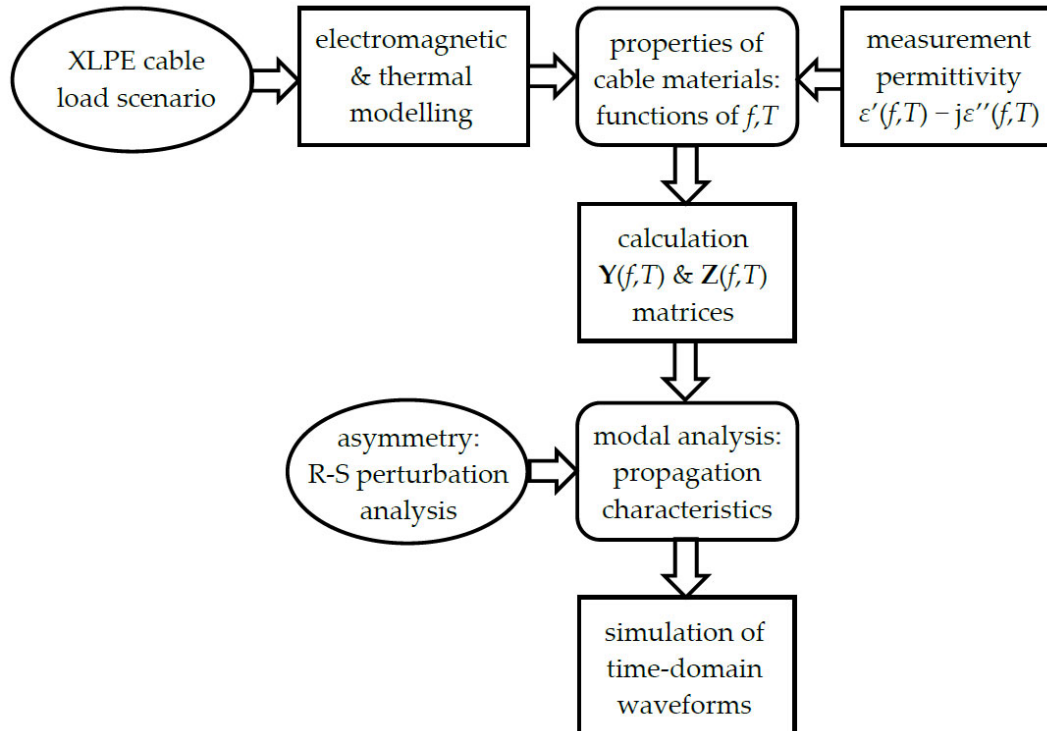 XLPE cable
load scenario
electromagnetic
& thermal
modelling
properties of
cable materials:
functions of f,T
measurement
permittivity
ε′(f,T) − jε′′(f,T)
calculation
Y(f,T) & Z(f,T)
matrices
asymmetry:
R-S perturbation
analysis
modal analysis:
propagation
characteristics
simulation of
time-domain
waveforms